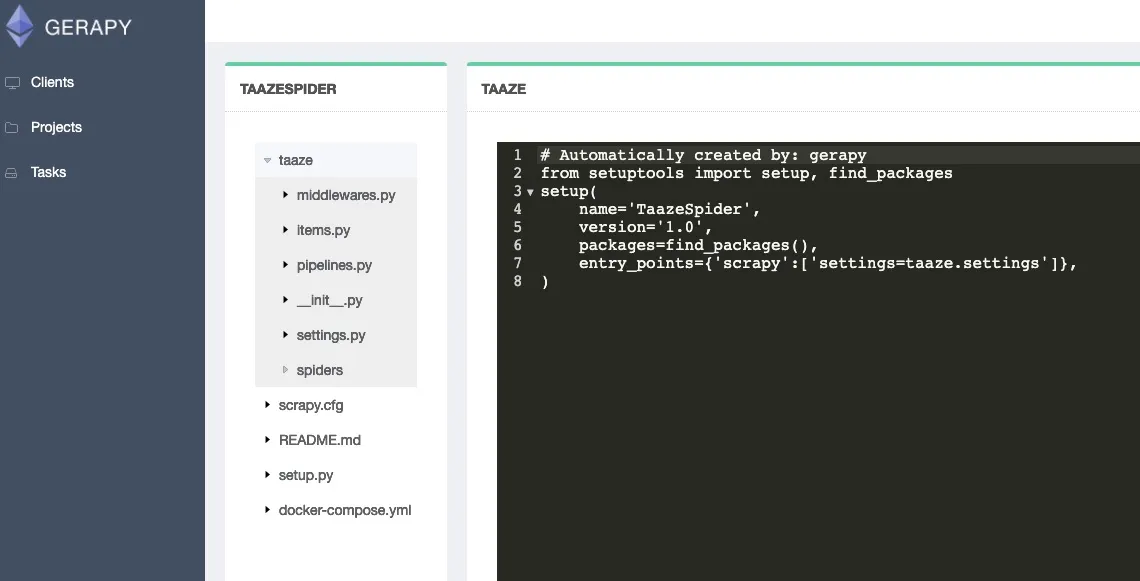 GERAPY
Clients
Projects
Tasks
TAAZESPIDER
taaze
middlewares.py
items.py
pipelines.py
__init__.py
settings.py
spiders
scrapy.cfg
README.md
setup.py
docker-compose.yml
TAAZE
1 # Automatically created by: gerapy
2 from setuptools import setup, find_packages
3 setup(
4     name='TaazeSpider',
5     version='1.0',
6     packages=find_packages(),
7     entry_points={'scrapy':['settings=taaze.settings']},
8 )